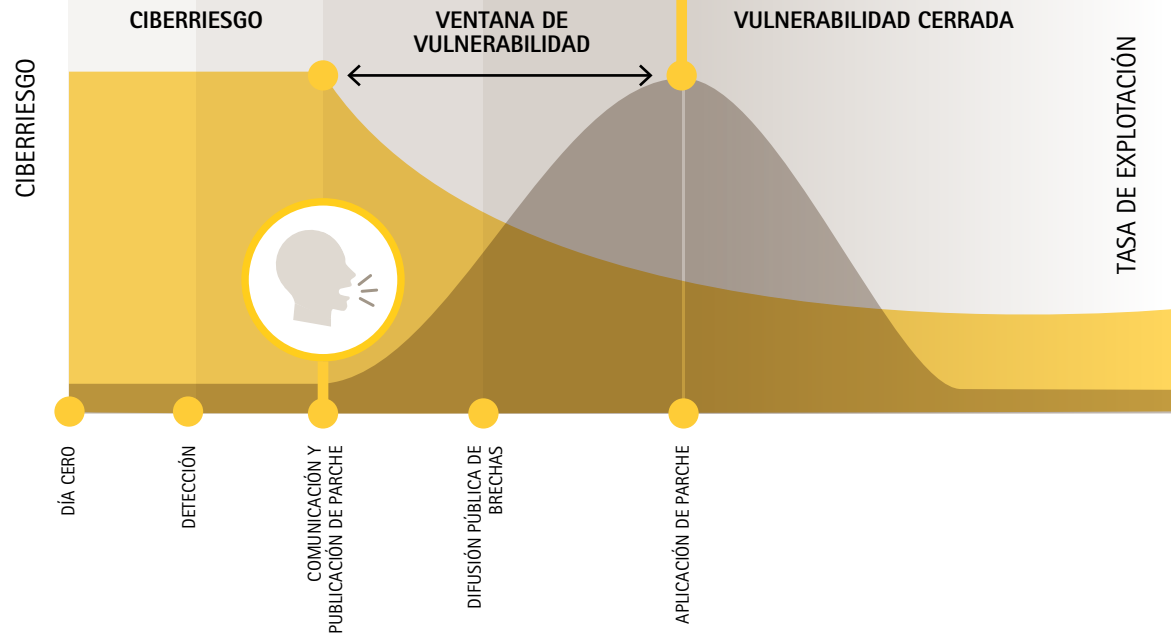 CIBERRIESGO
VENTANA DE
VULNERABILIDAD
VULNERABILIDAD CERRADA
CIBERRIESGO
TASA DE EXPLOTACIÓN
DÍA CERO
DETECCIÓN
COMUNICACIÓN Y
PUBLICACIÓN DE PARCHE
DIFUSIÓN PÚBLICA DE
BRECHAS
APLICACIÓN DE PARCHE